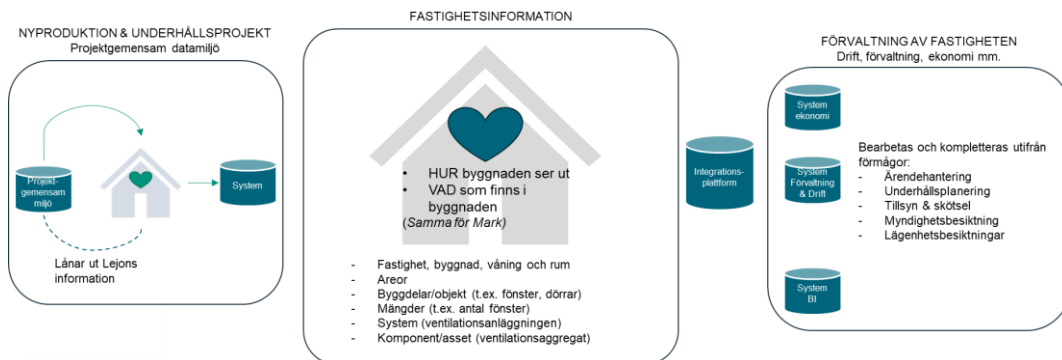 NYPRODUKTION & UNDERHÅLLSPROJEKT
Projektgemensam datamiljö
Projekt-
gemensam
miljö
System
Lånar ut Lejons
information
FASTIGHETSINFORMATION
• HUR byggnaden ser ut
• VAD som finns i
byggnaden
(Samma för Mark)
- Fastighet, byggnad, våning och rum
- Areor
- Byggdelar/objekt (t.ex. fönster, dörrar)
- Mängder (t.ex. antal fönster)
- System (ventilationsanläggningen)
- Komponent/asset (ventilationsaggregat)
Integrations-
plattform
FÖRVALTNING AV FASTIGHETEN
Drift, förvaltning, ekonomi mm.
System
ekonomi
System
Förvaltning
& Drift
System
BI
Bearbetas och kompletteras utifrån
förmågor:
- Ärendehantering
- Underhållsplanering
- Tillsyn & skötsel
- Myndighetsbesiktning
- Lägenhetsbesiktningar